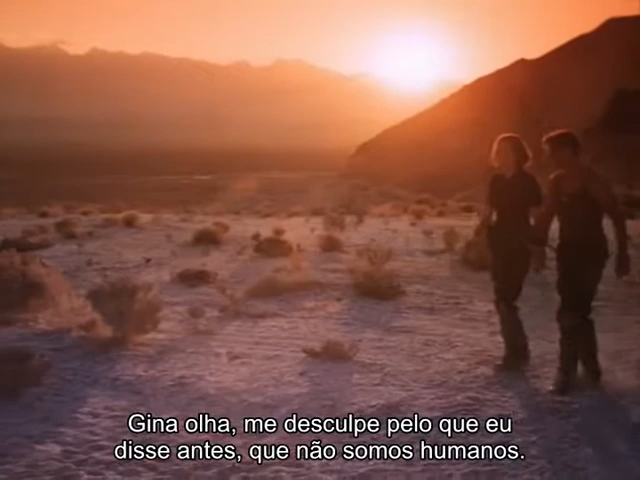 Gina olha, me desculpe pelo que eu
disse antes, que não somos humanos.